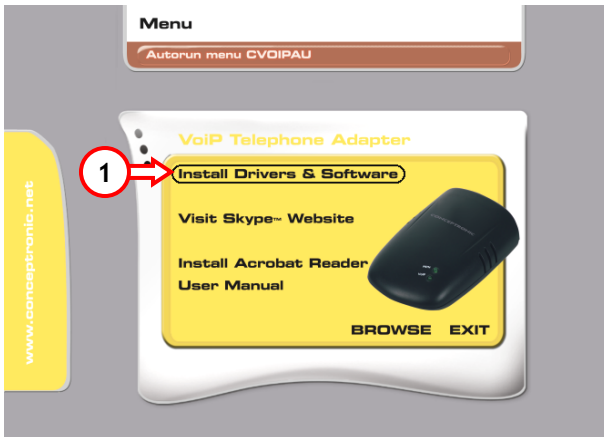 Menu
Autorun menu CVOIPAU
www.conceptronic.net
VoiP Telephone Adapter
1
Install Drivers & Software
Visit Skype™ Website
Install Acrobat Reader
User Manual
BROWSE EXIT